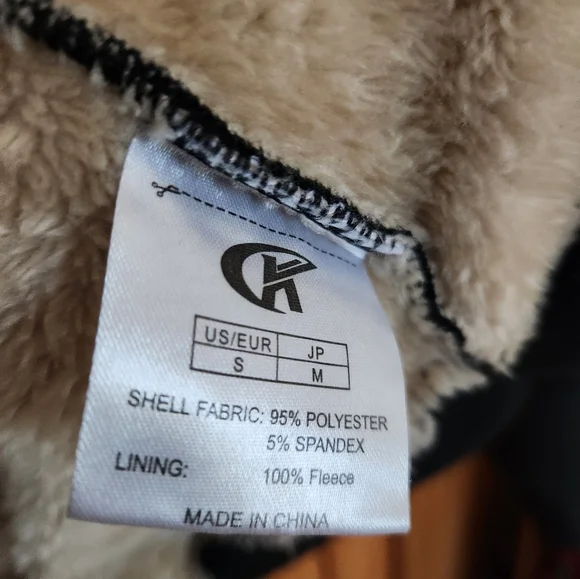 K
US/EUR JP
S M
SHELL FABRIC: 95% POLYESTER
5% SPANDEX
LINING: 100% Fleece
MADE IN CHINA